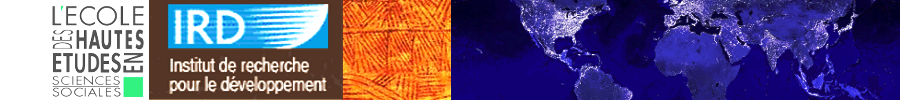 L'ECOLE
DES HAUTES
ETUDES EN
SCIENCES
SOCIALES
IRD
Institut de recherche
pour le développement